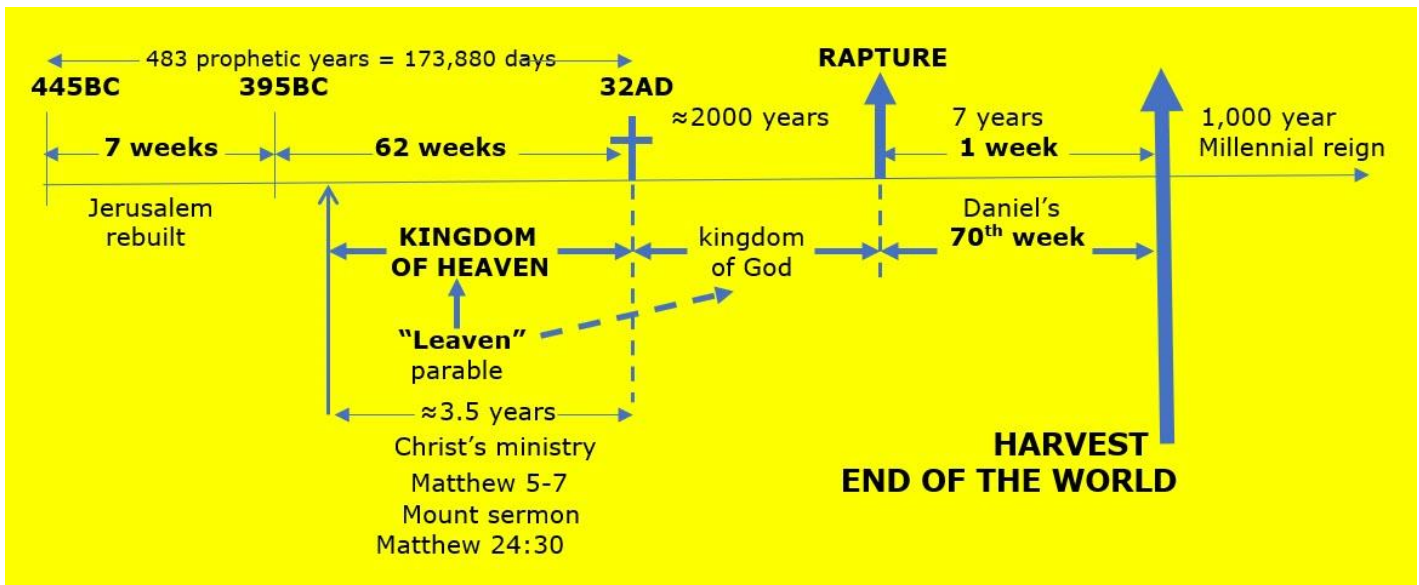 483 prophetic years = 173,880 days
445BC 395BC 32AD
RAPTURE
≈2000 years
7 years
1 week
1,000 year
Millennial reign
7 weeks
62 weeks
Jerusalem
rebuilt
KINGDOM
OF HEAVEN
kingdom
of God
Daniel’s
70th week
“Leaven”
parable
≈3.5 years
Christ’s ministry
Matthew 5-7
Mount sermon
Matthew 24:30
HARVEST
END OF THE WORLD